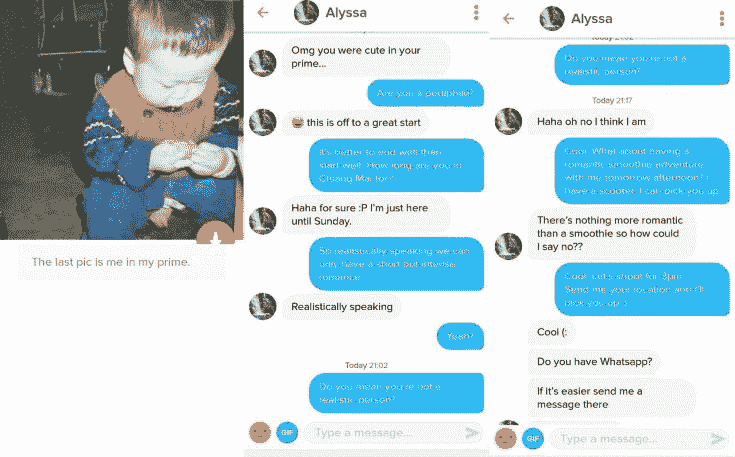 The last pic is me in my prime.
Alyssa
Omg you were cute in your
prime...
Are you a pedophile?
this is off to a great start
It's better to end well then
start well. How long are you in
Chiang Mai for?
Haha for sure :P I'm just here
until Sunday.
So realistically speaking we can
only have a short but intense
romance
Realistically speaking
Yeah?
Today 21:02
Do you mean you're not a
realistic person?
GIF
Type a message...
Alyssa
Today 21:02
Do you mean you're not a
realistic person?
Today 21:17
Haha oh no I think I am
Cool. What about having a
romantic smoothie adventure
with me tomorrow afternoon? I
have a scooter, I can pick you up
There's nothing more romantic
than a smoothie so how could
I say no??
Cool. Let's shoot for 3pm.
Send me your location and I'll
pick you up :)
Cool (:
Do you have Whatsapp?
If it's easier send me a
message there
GIF
Type a message...